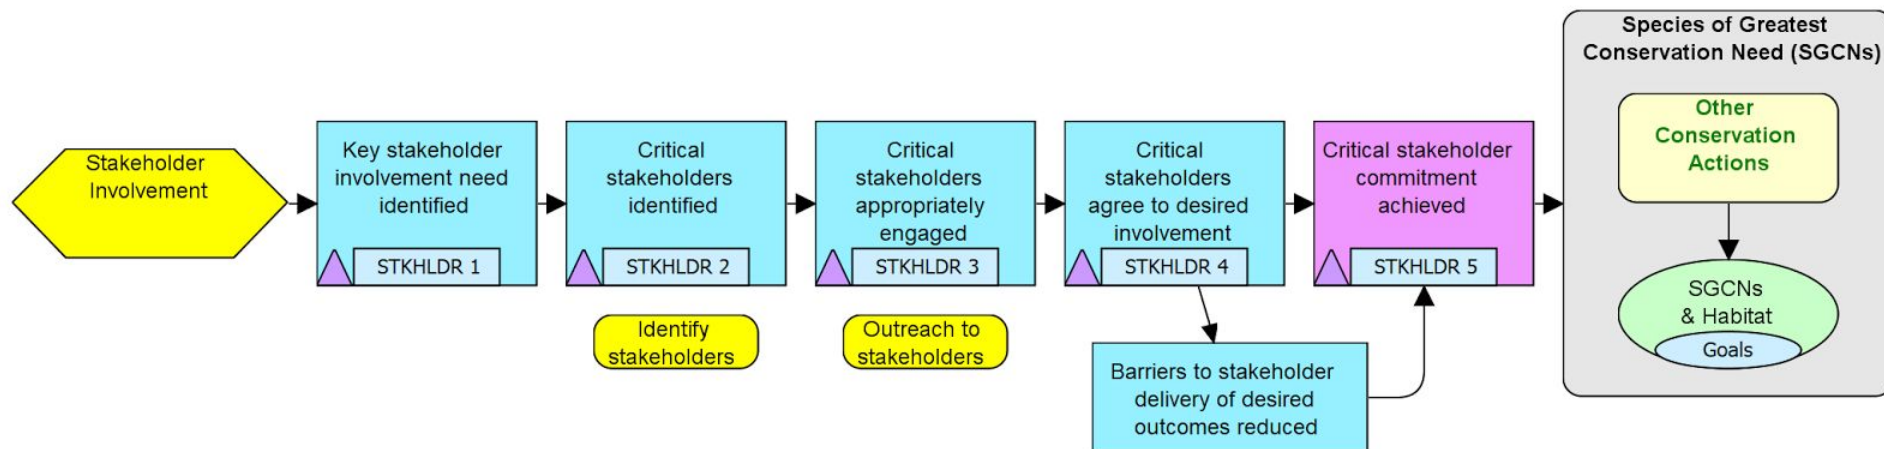 Stakeholder
Involvement
Key stakeholder
involvement need
identified
STKHLDR 1
Critical
stakeholders
identified
STKHLDR 2
Identify
stakeholders
Critical
stakeholders
appropriately
engaged
STKHLDR 3
Outreach to
stakeholders
Critical
stakeholders
agree to desired
involvement
STKHLDR 4
Barriers to stakeholder
delivery of desired
outcomes reduced
Critical stakeholder
commitment
achieved
STKHLDR 5
Species of Greatest
Conservation Need (SGCNs)
Other
Conservation
Actions
SGCNs
& Habitat
Goals